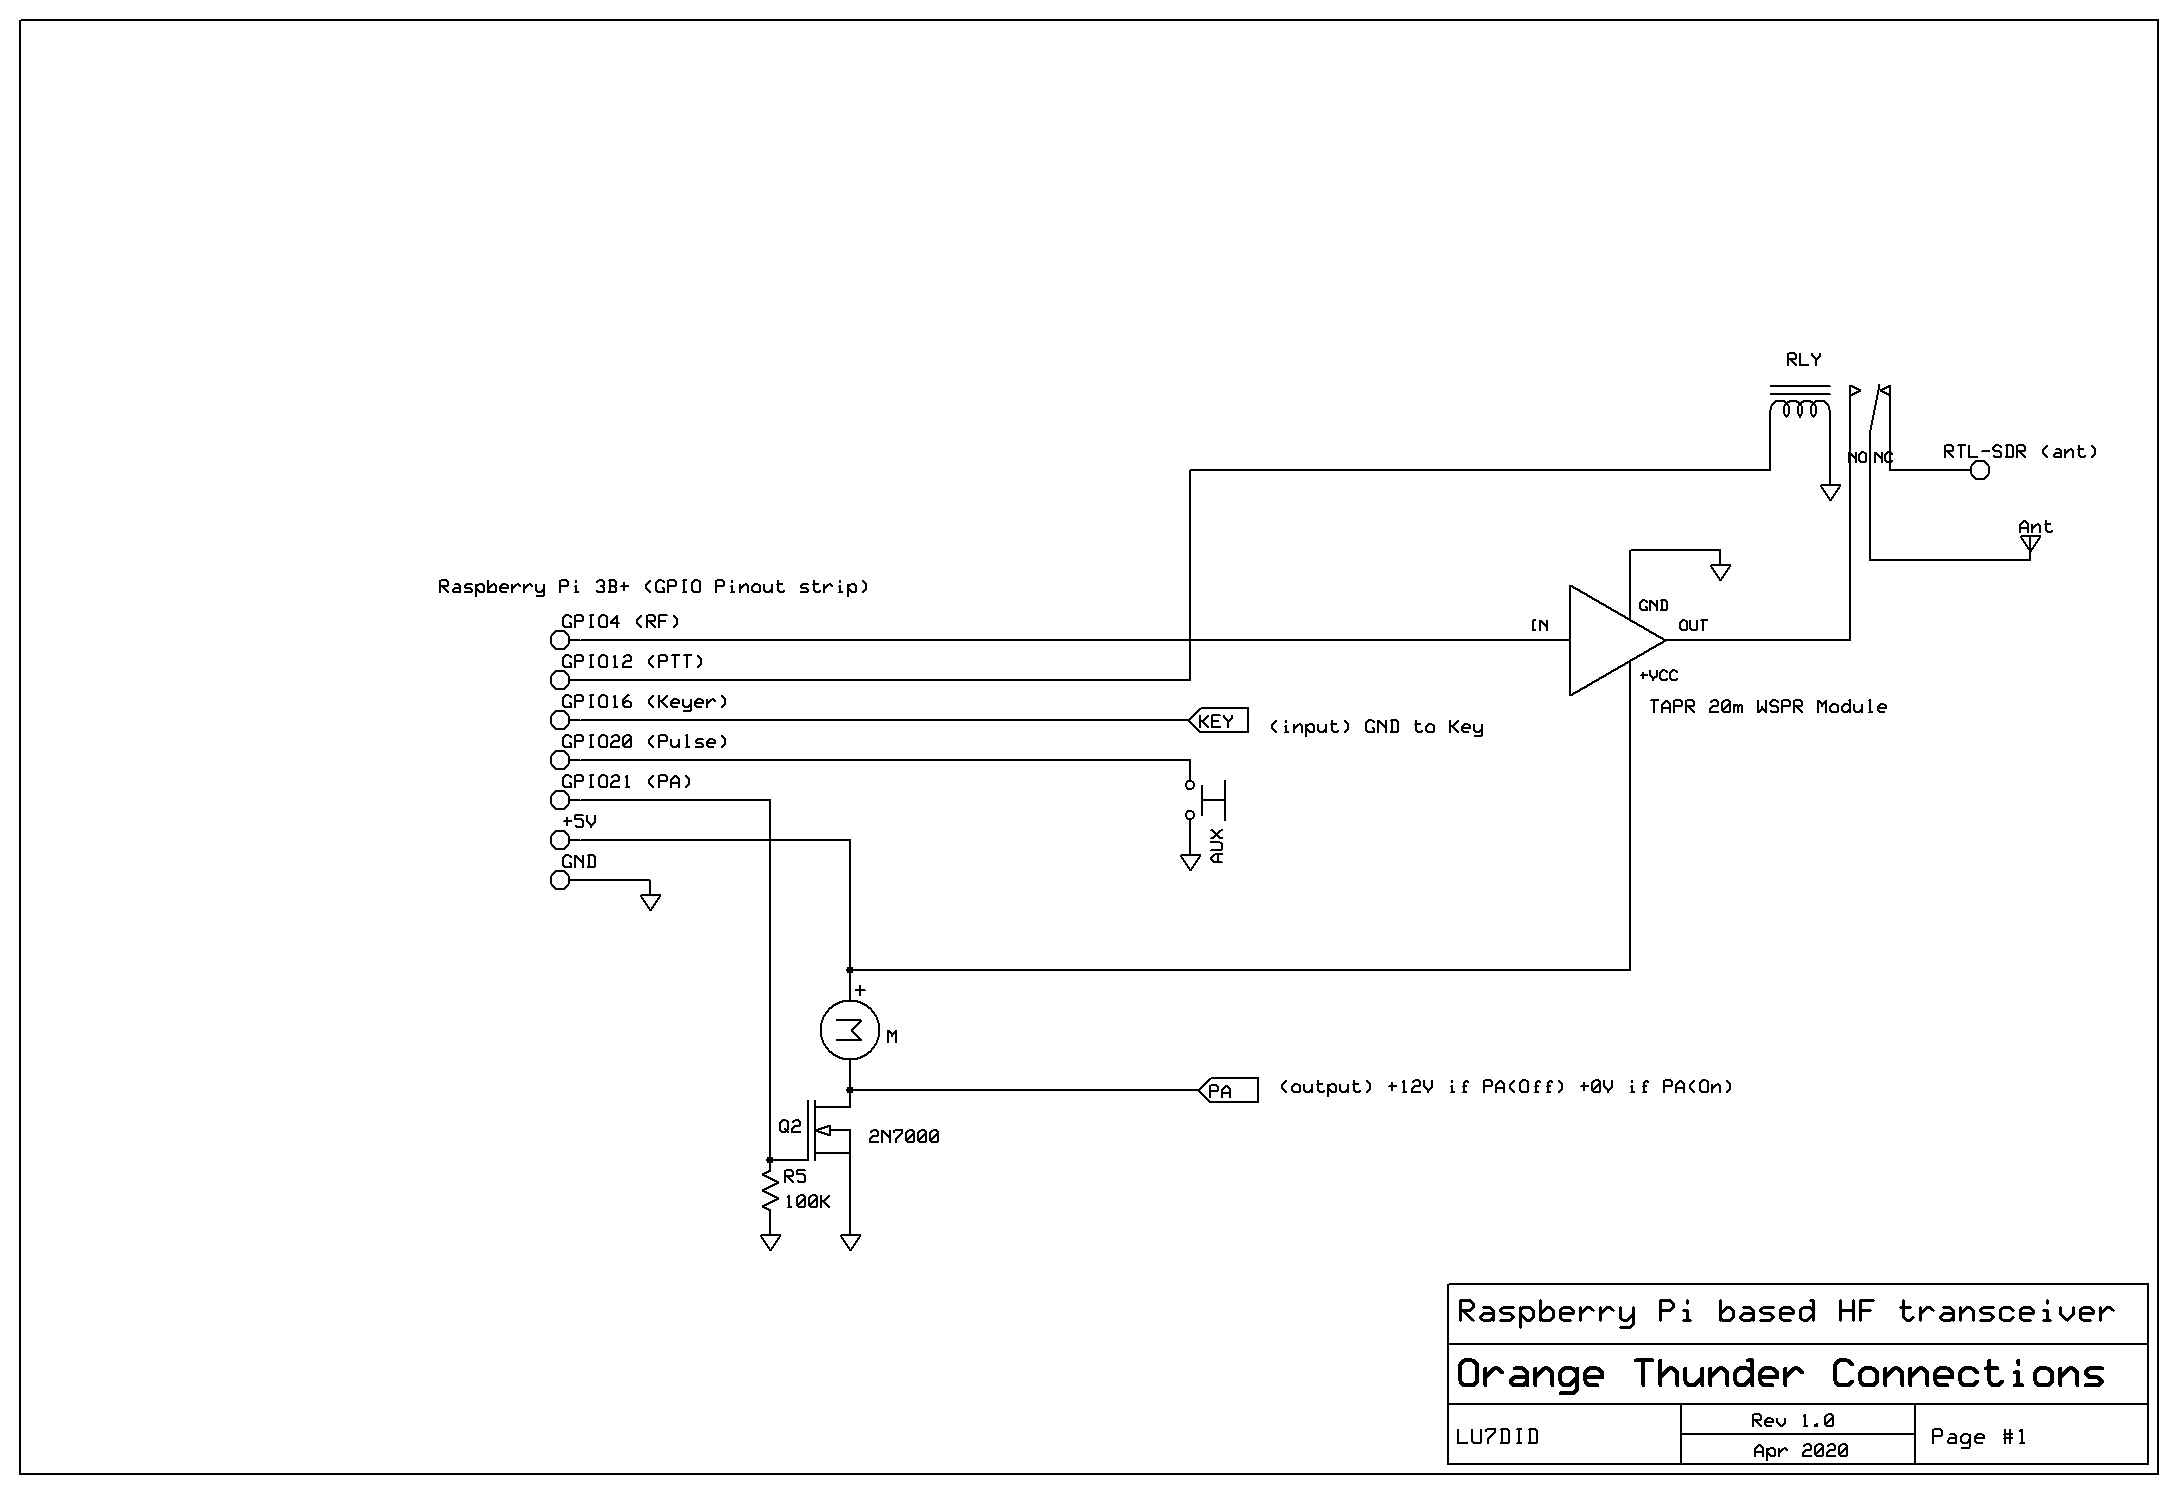 RLY
NO NC
RTL-SDR (ant)
Ant
Raspberry Pi 3B+ (GPIO Pinout strip)
GPIO4 (RF)
GPIO12 (PTT)
GPIO16 (Keyer)
GPIO20 (Pulse)
GPIO21 (PA)
+5V
GND
IN
GND
OUT
+VCC
TAPR 20m WSPR Module
KEY
(input) GND to Key
AUX
+
M
M
PA
(output) +12V if PA(Off) +0V if PA(On)
Q2
2N7000
R5
100K
Raspberry Pi based HF transceiver
Orange Thunder Connections
LU7DID
Rev 1.0
Apr 2020
Page #1